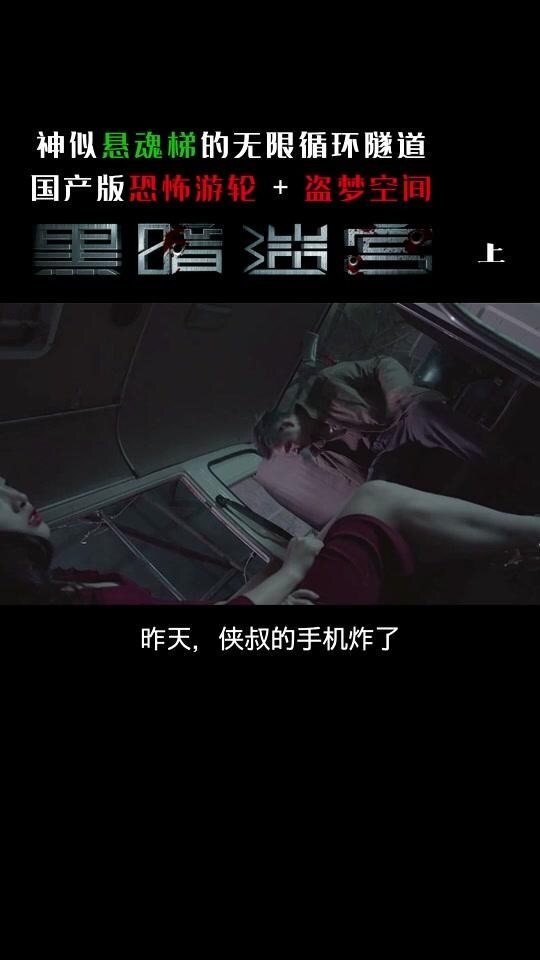 神似悬魂梯的无限循环隧道
国产版恐怖游轮 + 盗梦空间
黑暗迷宫
上
昨天，侠叔的手机炸了